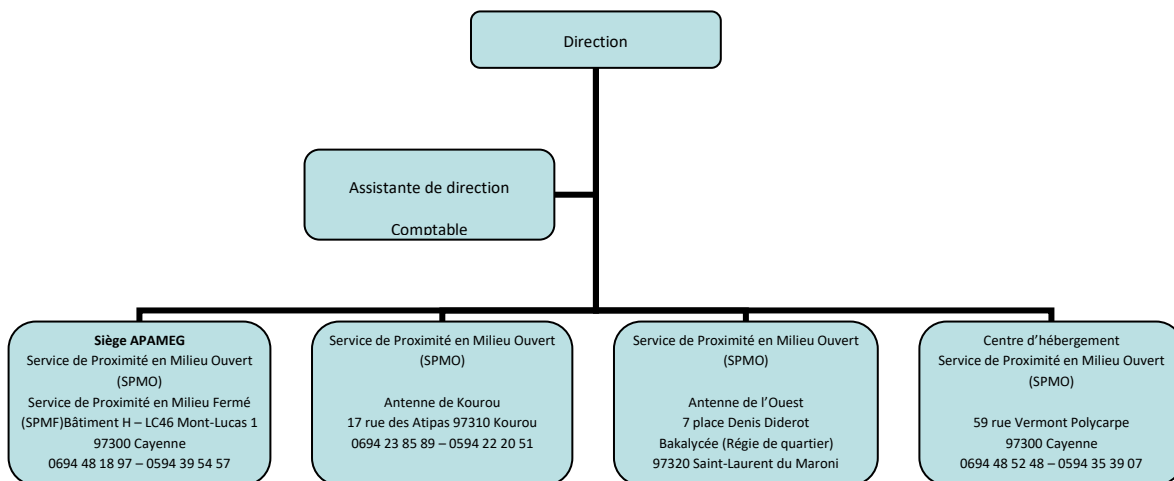 Direction
Assistante de direction
Comptable
Siège APAMEG
Service de Proximité en Milieu Ouvert
(SPMO)
Service de Proximité en Milieu Fermé
(SPMF)Bâtiment H – LC46 Mont-Lucas 1
97300 Cayenne
0694 48 18 97 – 0594 39 54 57
Service de Proximité en Milieu Ouvert
(SPMO)
Antenne de Kourou
17 rue des Atipas 97310 Kourou
0694 23 85 89 – 0594 22 20 51
Service de Proximité en Milieu Ouvert
(SPMO)
Antenne de l’Ouest
7 place Denis Diderot
Bakalycée (Régie de quartier)
97320 Saint-Laurent du Maroni
Centre d’hébergement
Service de Proximité en Milieu Ouvert
(SPMO)
59 rue Vermont Polycarpe
97300 Cayenne
0694 48 52 48 – 0594 35 39 07